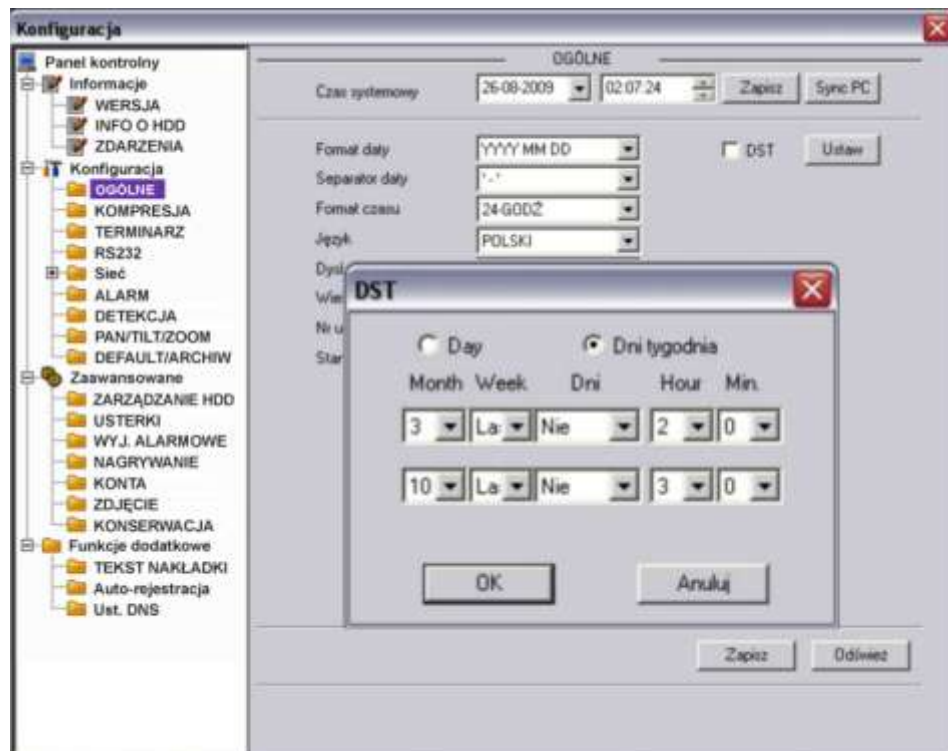 Konfiguracja
Panel kontrolny
Informacje
WERSJA
INFO O HDD
ZDARZENIA
Konfiguracja
OGÓLNE
KOMPRESJA
TERMINARZ
RS232
Sieć
ALARM
DETEKCJA
PAN/TILT/ZOOM
DEFAULT/ARCHIW
Zaawansowane
ZARZĄDZANIE HDD
USTERKI
WYJ. ALARMOWE
NAGRYWANIE
KONTA
ZDJĘCIE
KONSERWACJA
Funkcje dodatkowe
TEKST NAKŁADKI
Auto-rejestracja
Ust. DNS
OGÓLNE
Czas systemowy 26-08-2009 02:07:24 Zapisz Sync PC
Format daty YYYY MM DD DST Ustaw
Separator daty '-'
Format czasu 24-GODŹ
Język POLSKI
Nr u
Star
DST
Day Dni tygodnia
Month Week Dni Hour Min.
3 La Nie 2 0
10 La Nie 3 0
OK Anuluj
Zapisz Odśwież